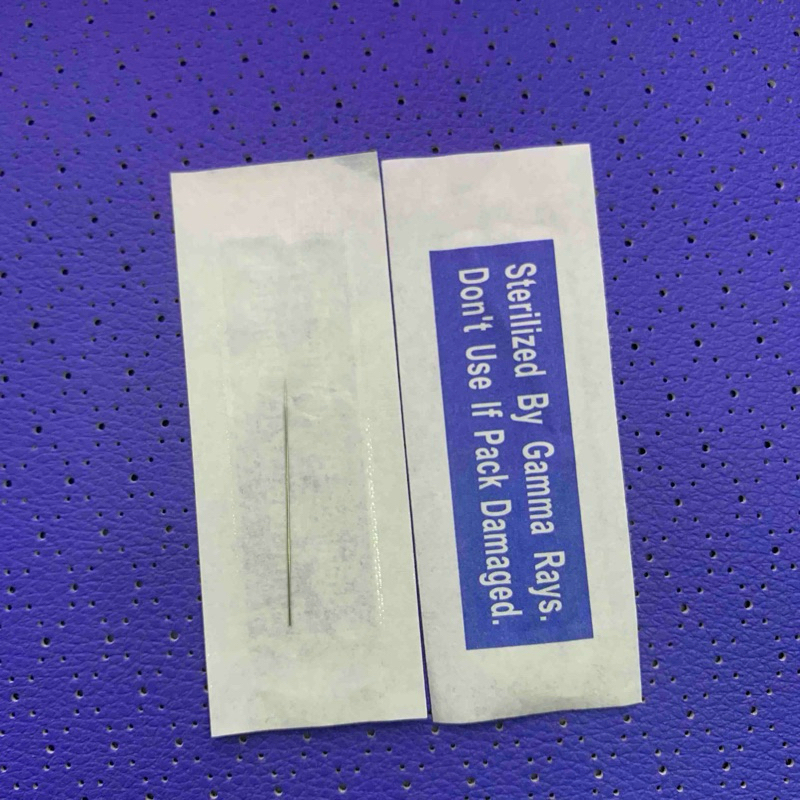 Sterilized By Gamma Rays.
Don't Use If Pack Damaged.